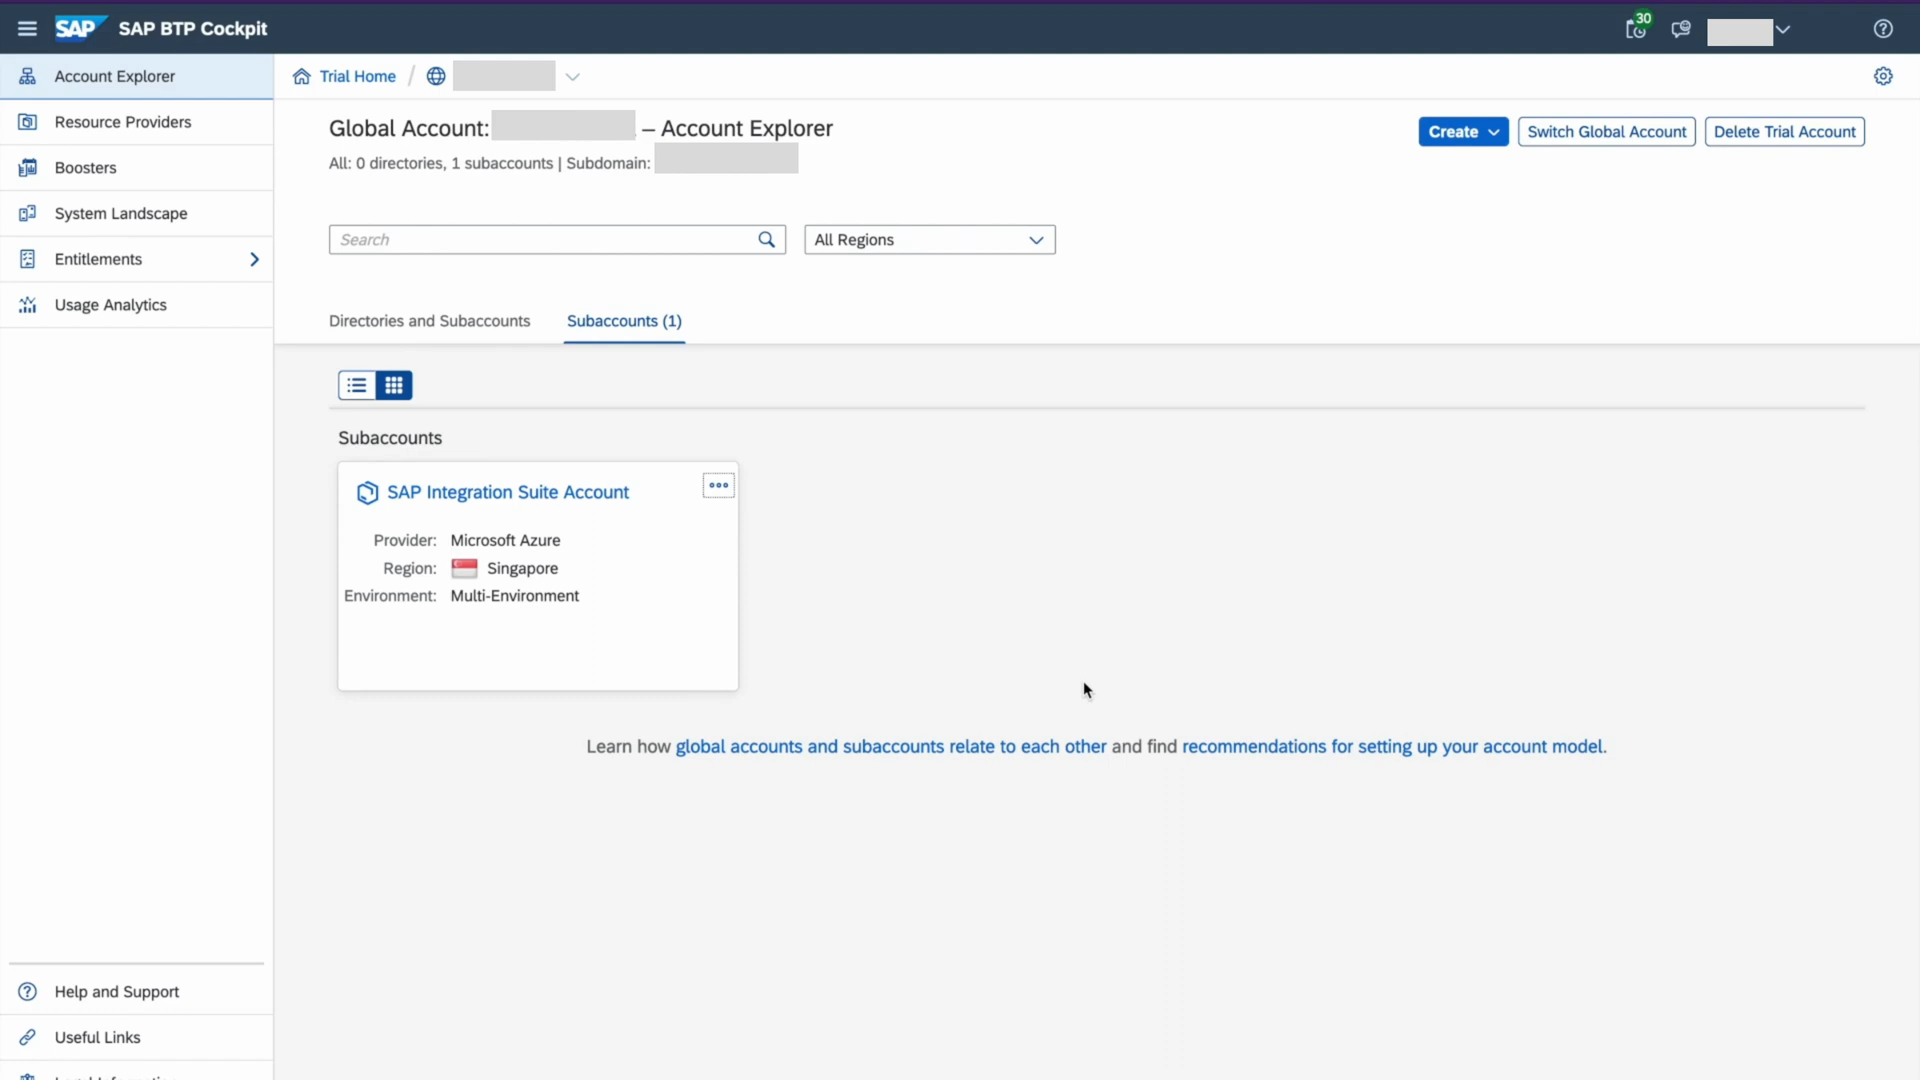 SAP SAP BTP Cockpit
30
Account Explorer
Resource Providers
Boosters
System Landscape
Entitlements
Usage Analytics
Trial Home /
Global Account: – Account Explorer
All: 0 directories, 1 subaccounts | Subdomain:
Create
Switch Global Account
Delete Trial Account
Search
All Regions
Directories and Subaccounts
Subaccounts (1)
Subaccounts
SAP Integration Suite Account
Provider: Microsoft Azure
Region: Singapore
Environment: Multi-Environment
Learn how global accounts and subaccounts relate to each other and find recommendations for setting up your account model.
Help and Support
Useful Links